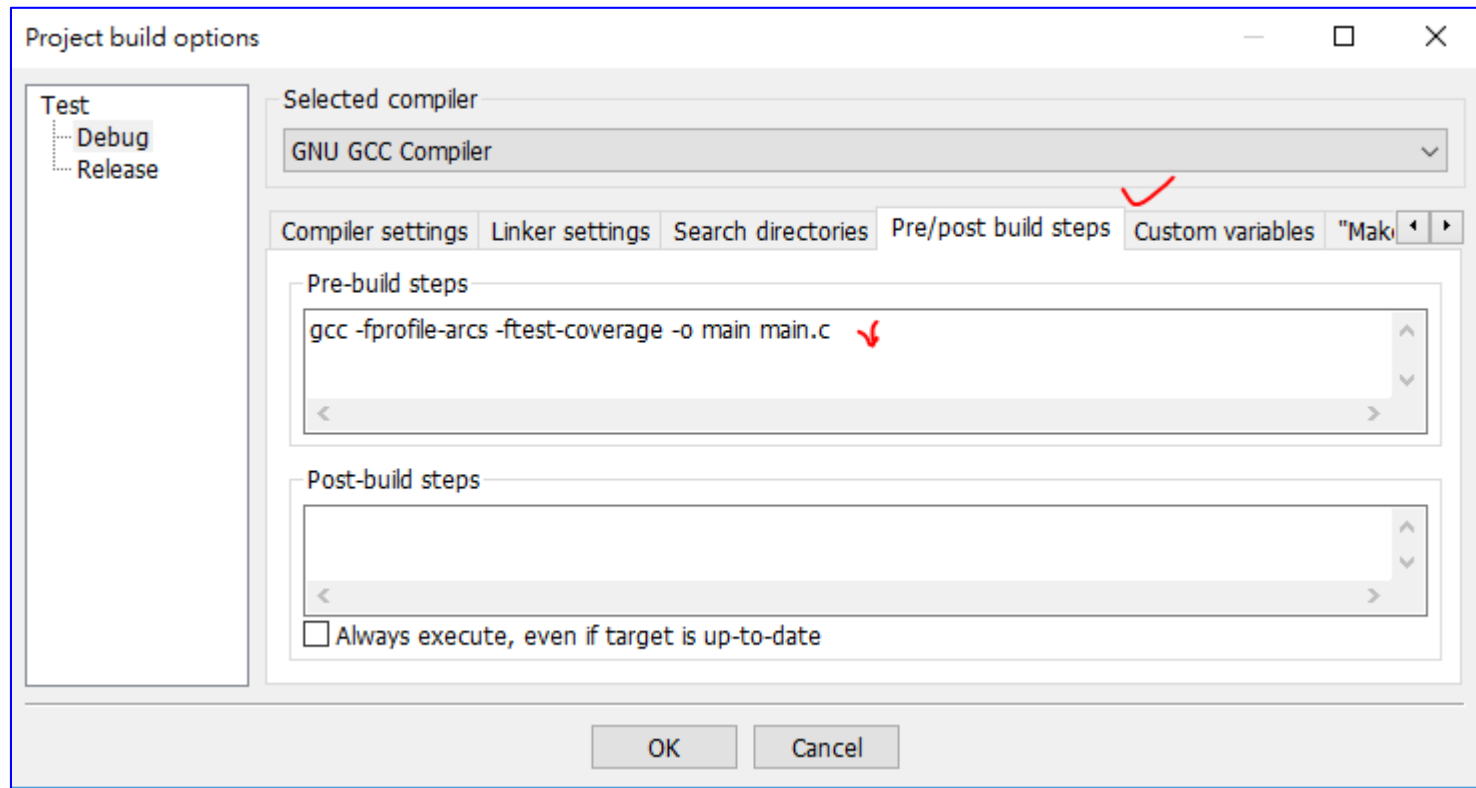 Project build options
Test
Debug
Release
Selected compiler
GNU GCC Compiler
Compiler settings Linker settings Search directories Pre/post build steps Custom variables "Mak
Pre-build steps
gcc -fprofile-arcs -ftest-coverage -o main main.c
Post-build steps
Always execute, even if target is up-to-date
OK Cancel